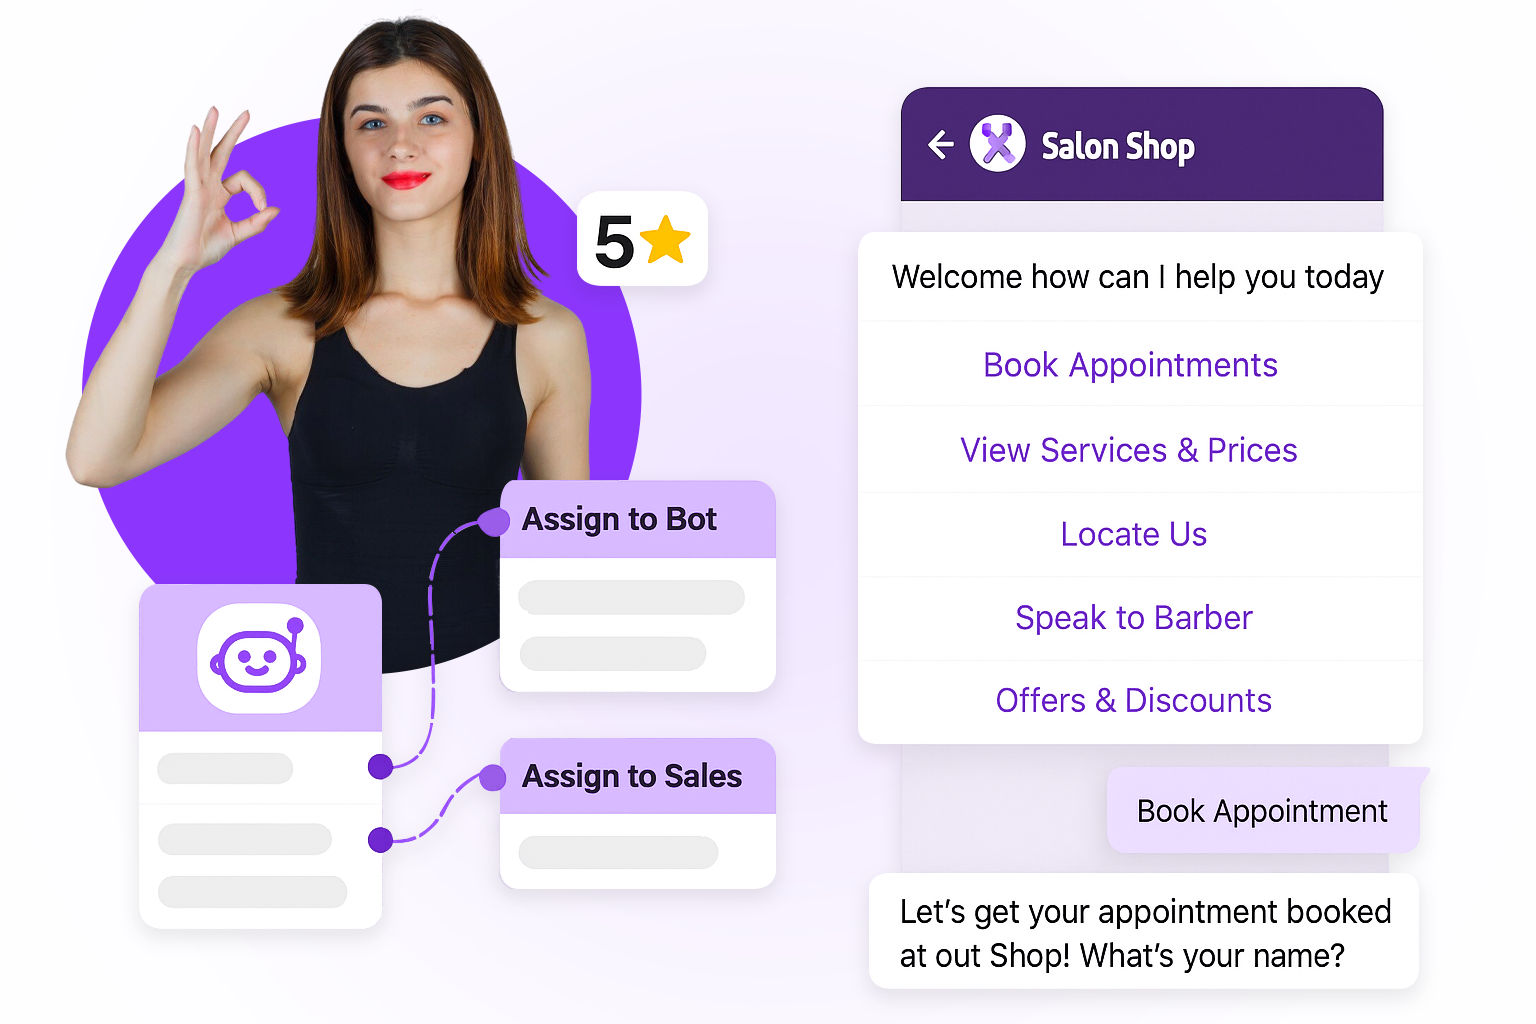 5
Assign to Bot
Assign to Sales
Salon Shop
Welcome how can I help you today
Book Appointments
View Services & Prices
Locate Us
Speak to Barber
Offers & Discounts
Book Appointment
Let's get your appointment booked
at out Shop! What's your name?